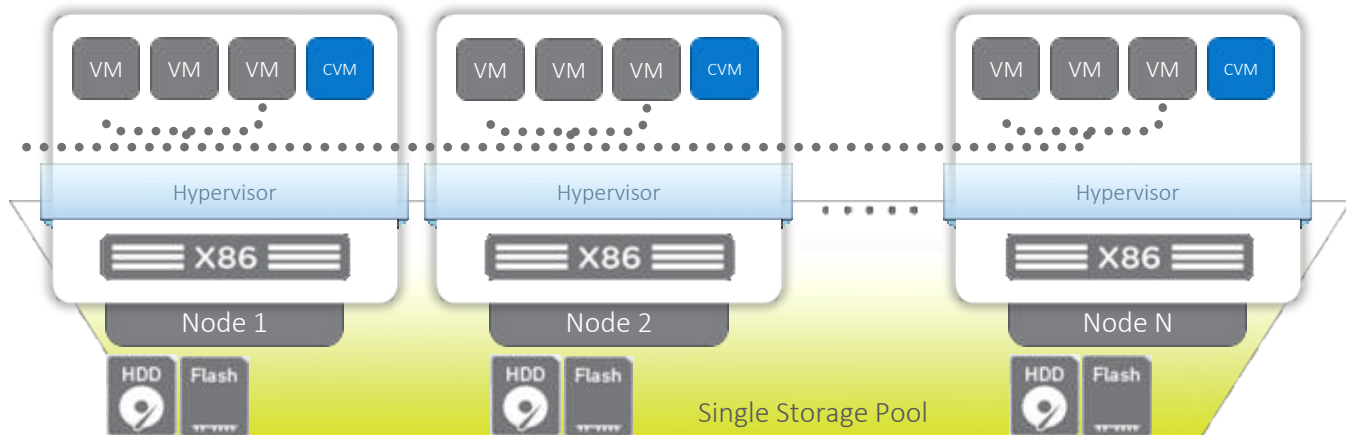 VM VM VM CVM VM VM VM CVM VM VM VM CVM
Hypervisor Hypervisor Hypervisor
X86 X86 X86
Node 1 Node 2 Node N
HDD Flash HDD Flash HDD Flash
Single Storage Pool